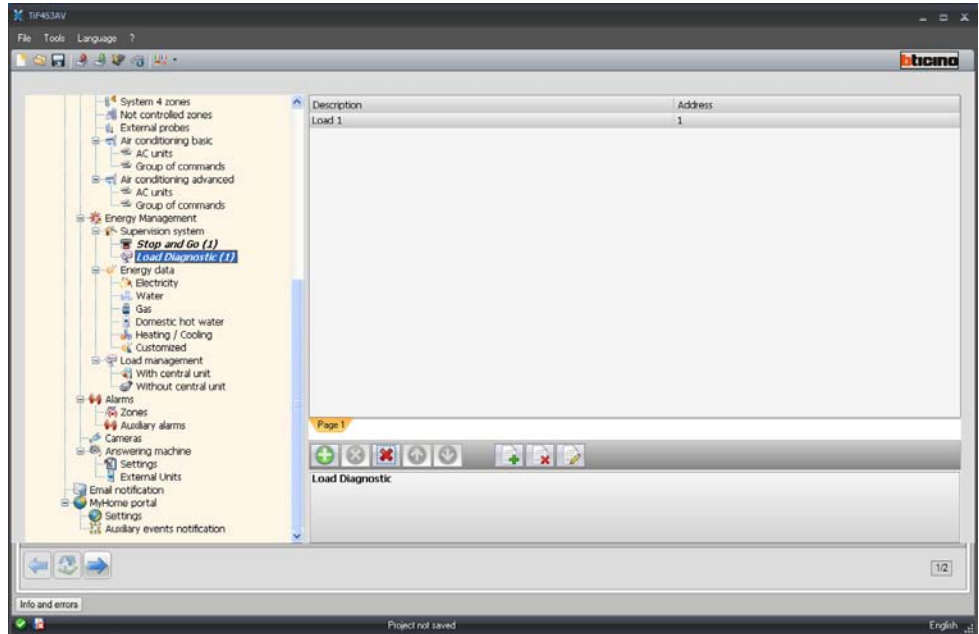 TiF453AV
File Tools Language ?
bticino
System 4 zones
Not controlled zones
External probes
Air conditioning basic
AC units
Group of commands
Air conditioning advanced
AC units
Group of commands
Energy Management
Supervision system
Stop and Go (1)
Load Diagnostic (1)
Energy data
Electricity
Water
Gas
Domestic hot water
Heating / Cooling
Customized
Load management
With central unit
Without central unit
Alarms
Zones
Auxiliary alarms
Cameras
Answering machine
Settings
External Units
Email notification
MyHome portal
Settings
Auxiliary events notification
Description Address
Load 1 1
Page 1
Load Diagnostic
1/2
Info and errors
Project not saved English